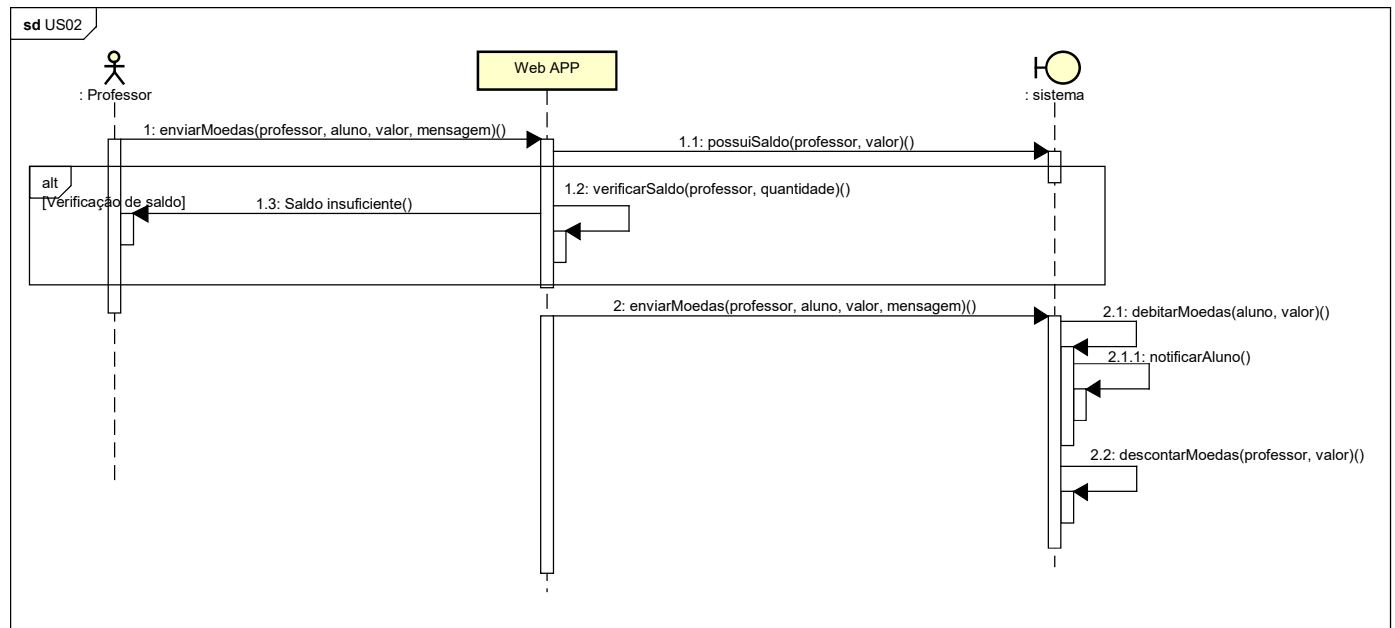 sd US02
: Professor
Web APP
: sistema
1: enviarMoedas(professor, aluno, valor, mensagem)()
1.1: possuiSaldo(professor, valor)()
alt
[Verificação de saldo]
1.2: verificarSaldo(professor, quantidade)()
1.3: Saldo insuficiente()
2: enviarMoedas(professor, aluno, valor, mensagem)()
2.1: debitarMoedas(aluno, valor)()
2.1.1: notificarAluno()
2.2: descontarMoedas(professor, valor)()